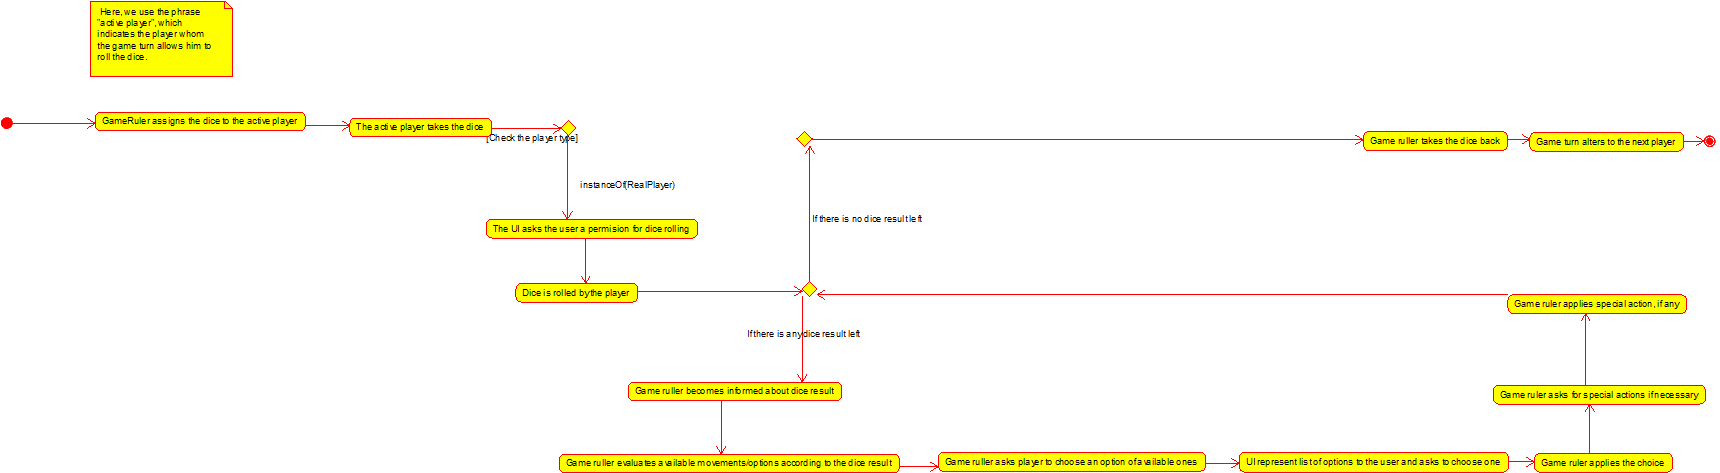 Here, we use the phrase
"active player", which
indicates the player whom
the game turn allows him to
roll the dice.
GameRuler assigns the dice to the active player
The active player takes the dice
[Check the player type]
instanceOf(RealPlayer)
The UI asks the user a permision for dice rolling
Dice is rolled by the player
If there is no dice result left
Game ruller takes the dice back
Game turn alters to the next player
If there is any dice result left
Game ruller becomes informed about dice result
Game ruller evaluates available movements/options according to the dice result
Game ruler asks player to choose an option of available ones
UI represent list of options to the user and asks to choose one
Game ruler applies the choice
Game ruler asks for special actions if necessary
Game ruler applies special action, if any